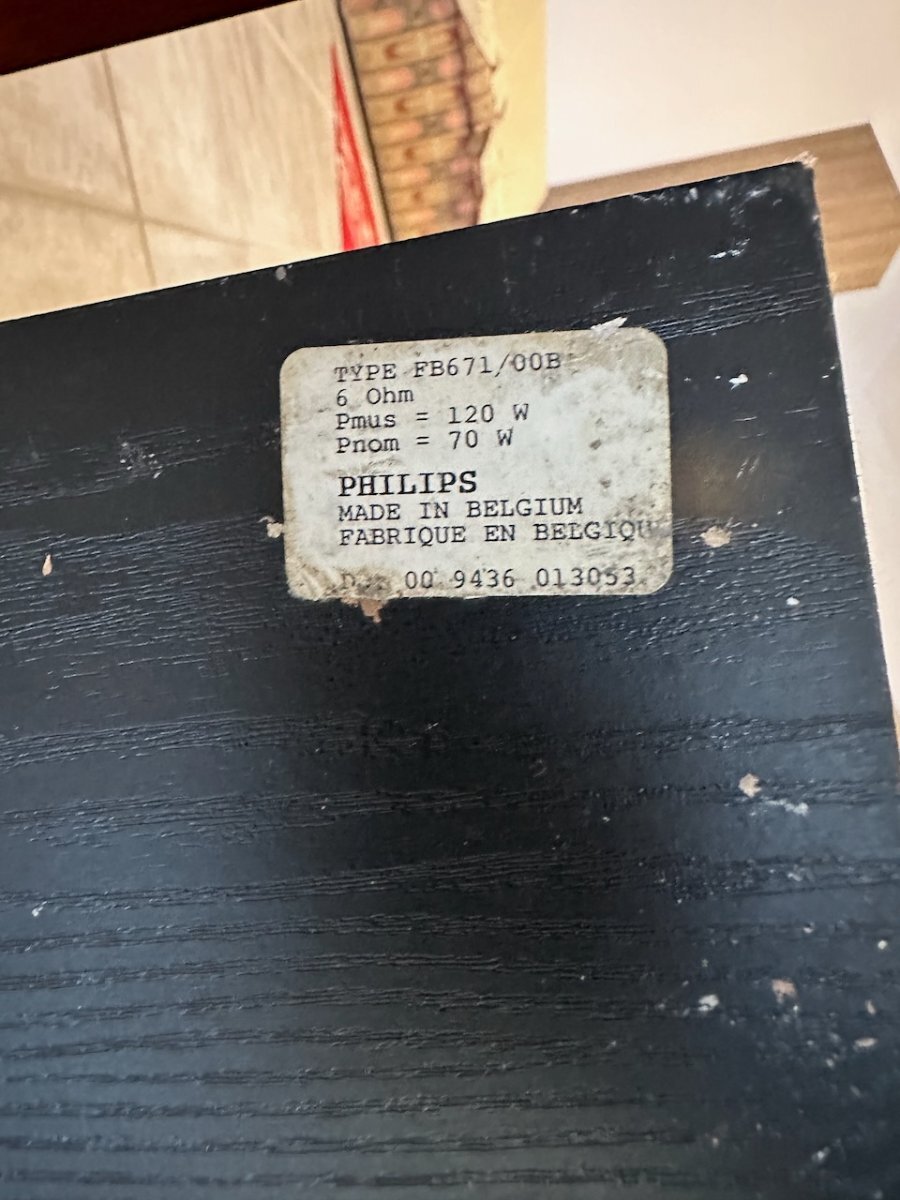 TYPE FB671/00B
6 Ohm
Pmus = 120 W
Pnom = 70 W
PHILIPS
MADE IN BELGIUM
FABRIQUE EN BELGIQU
00 9436 013053